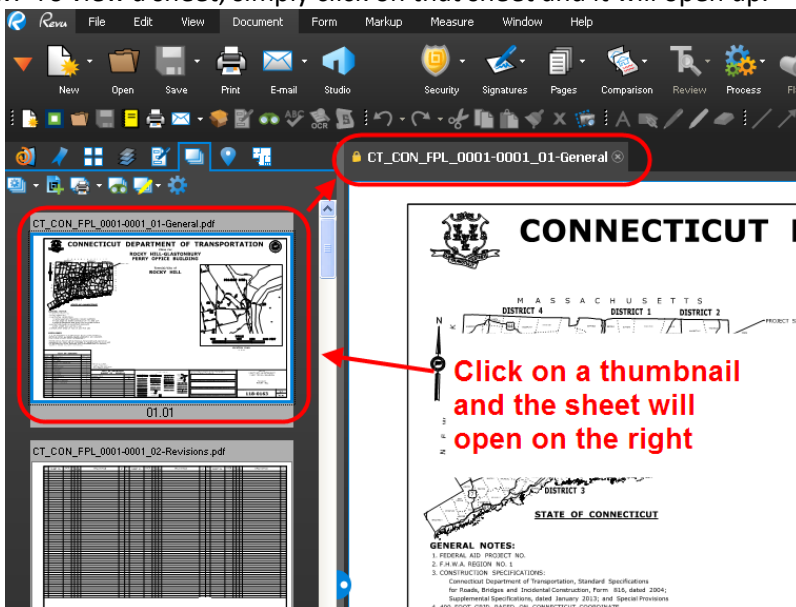 To view a sheet, simply click on that sheet and it will open up.
Revu File Edit View Document Form Markup Measure Window Help
New Open Save Print E-mail Studio Security Signatures Pages Comparison Review Process
ABC OCR
CT_CON_FPL_0001-0001_01-General
CT_CON_FPL_0001-0001_01-General.pdf
CONNECTICUT DEPARTMENT OF TRANSPORTATION
ROCKY HILL-GLASTONBURY
FERRY OFFICE BUILDING
ROCKY HILL
118-0163
01.01
CT_CON_FPL_0001-0001_02-Revisions.pdf
CONNECTICUT
MASSACHUSETTS
DISTRICT 4 DISTRICT 1 DISTRICT 2
PROJECT S
N
Click on a thumbnail
and the sheet will
open on the right
DISTRICT 3
STATE OF CONNECTICUT
GENERAL NOTES:
1. FEDERAL AID PROJECT NO.
2. F.H.W.A. REGION NO. 1
3. CONSTRUCTION SPECIFICATIONS:
Connecticut Department of Transportation, Standard Specifications
for Roads, Bridges and Incidental Construction, Form 816, dated 2004;
Supplemental Specifications, dated January 2013; and Special Provisions